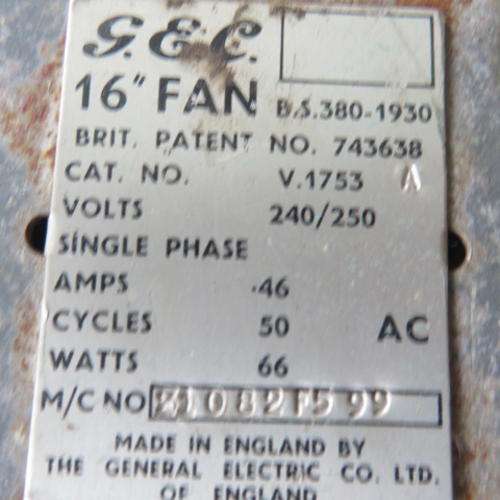 G.E.C.
16" FAN B.S.380-1930
BRIT. PATENT NO. 743638
CAT. NO. V.1753 A
VOLTS 240/250
SINGLE PHASE
AMPS .46
CYCLES 50 AC
WATTS 66
M/C NO
MADE IN ENGLAND BY
THE GENERAL ELECTRIC CO. LTD.
OF ENGLAND